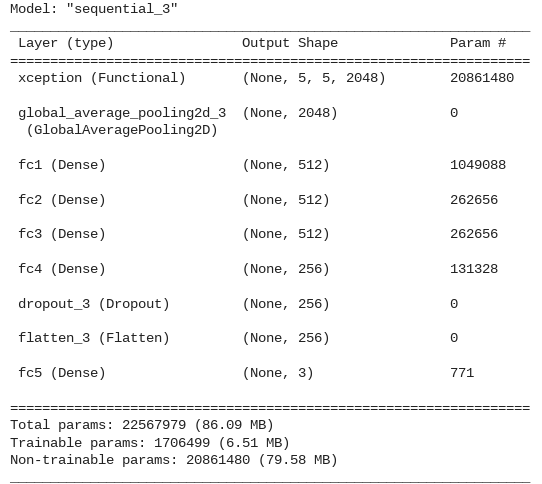 Model: "sequential_3"
Layer (type) Output Shape Param #
xception (Functional) (None, 5, 5, 2048) 20861480
global_average_pooling2d_3 (None, 2048) 0
(GlobalAveragePooling2D)
fc1 (Dense) (None, 512) 1049088
fc2 (Dense) (None, 512) 262656
fc3 (Dense) (None, 512) 262656
fc4 (Dense) (None, 256) 131328
dropout_3 (Dropout) (None, 256) 0
flatten_3 (Flatten) (None, 256) 0
fc5 (Dense) (None, 3) 771
Total params: 22567979 (86.09 MB)
Trainable params: 1706499 (6.51 MB)
Non-trainable params: 20861480 (79.58 MB)